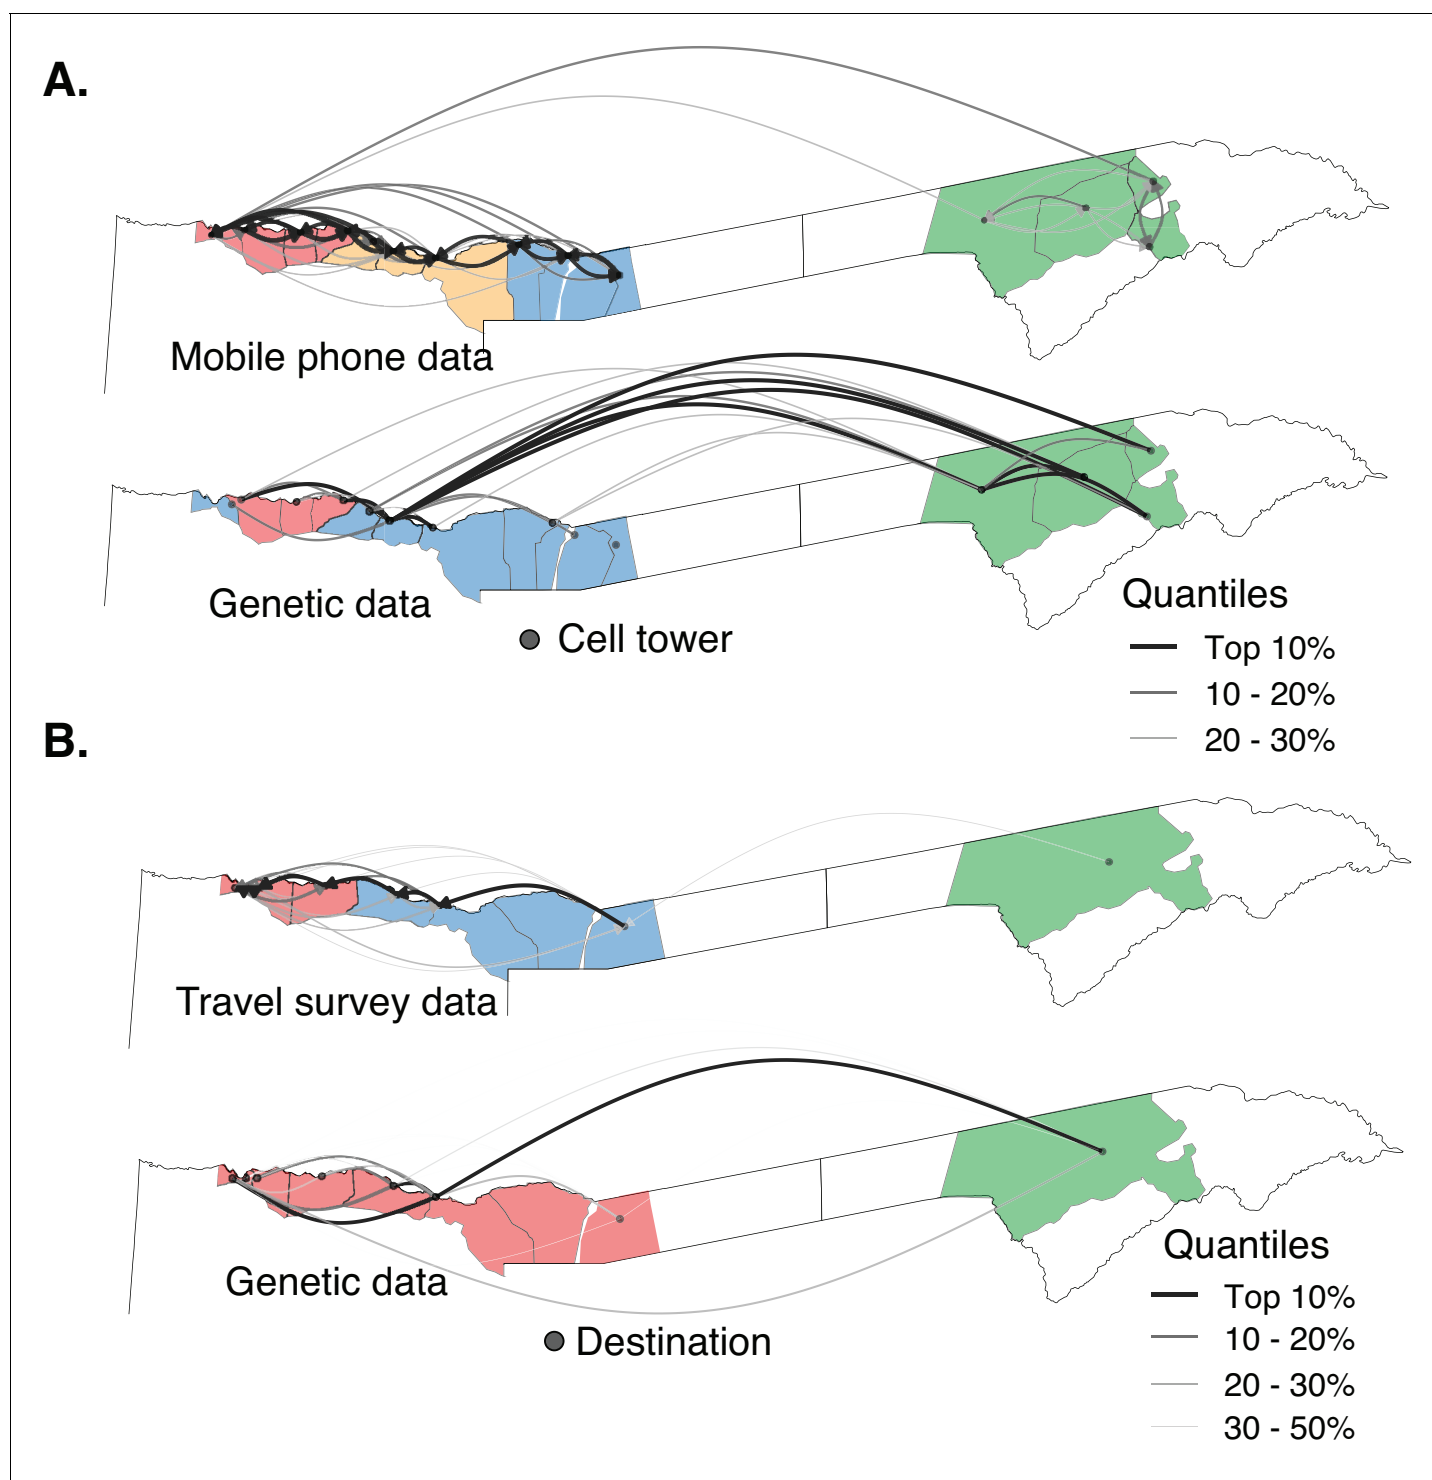 A.
Mobile phone data
Genetic data
Cell tower
Quantiles
Top 10%
10 - 20%
20 - 30%
B.
Travel survey data
Genetic data
Destination
Quantiles
Top 10%
10 - 20%
20 - 30%
30 - 50%